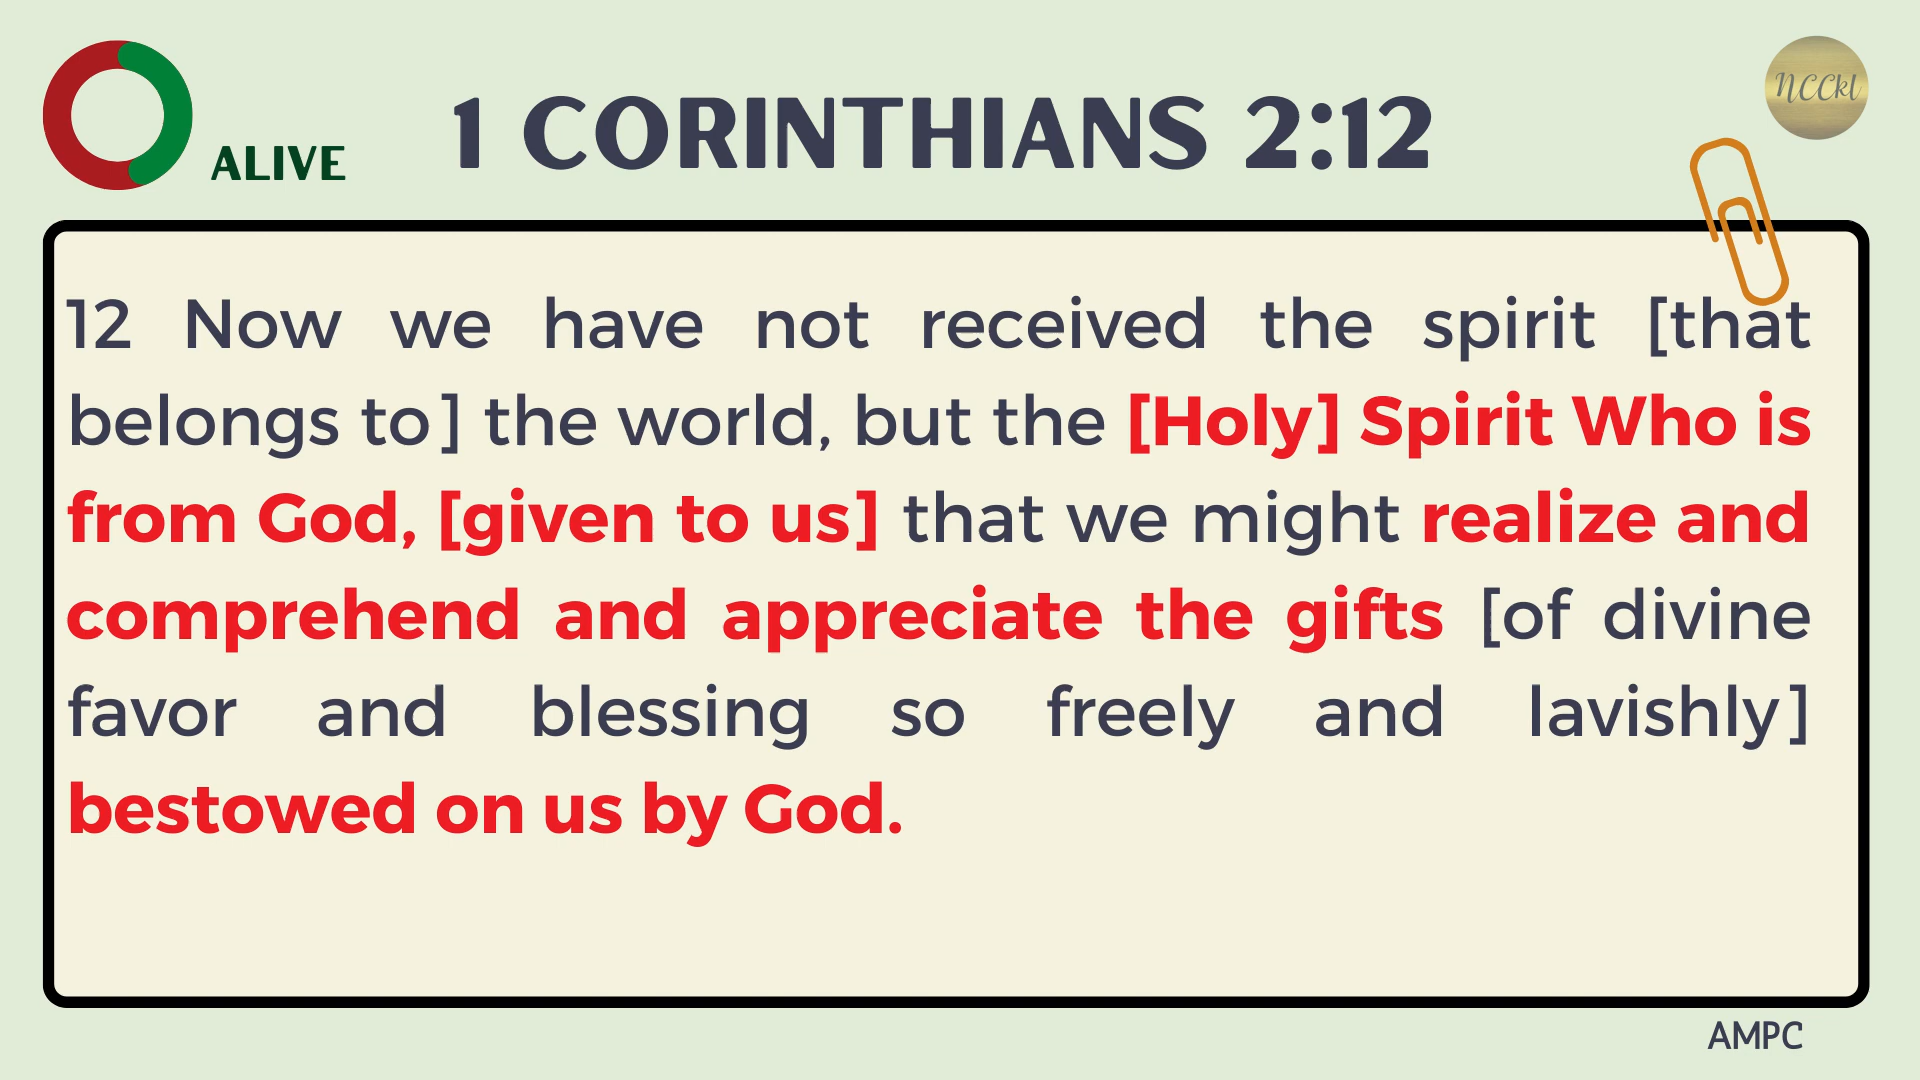 ALIVE
1 CORINTHIANS 2:12
NCCkl
12 Now we have not received the spirit [that
belongs to] the world, but the [Holy] Spirit Who is
from God, [given to us] that we might realize and
comprehend and appreciate the gifts [of divine
favor and blessing so freely and lavishly]
bestowed on us by God.
AMPC